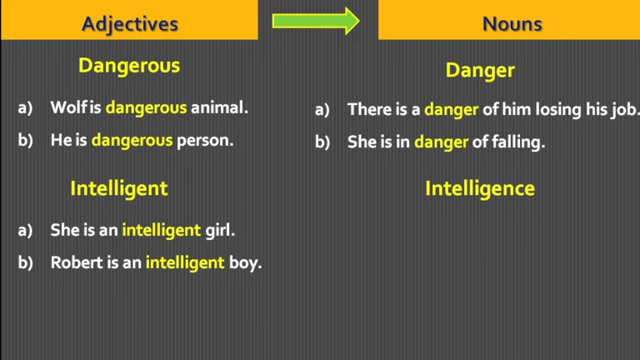 Adjectives
Nouns
Dangerous
a) Wolf is dangerous animal.
b) He is dangerous person.
Danger
a) There is a danger of him losing his job.
b) She is in danger of falling.
Intelligent
a) She is an intelligent girl.
b) Robert is an intelligent boy.
Intelligence